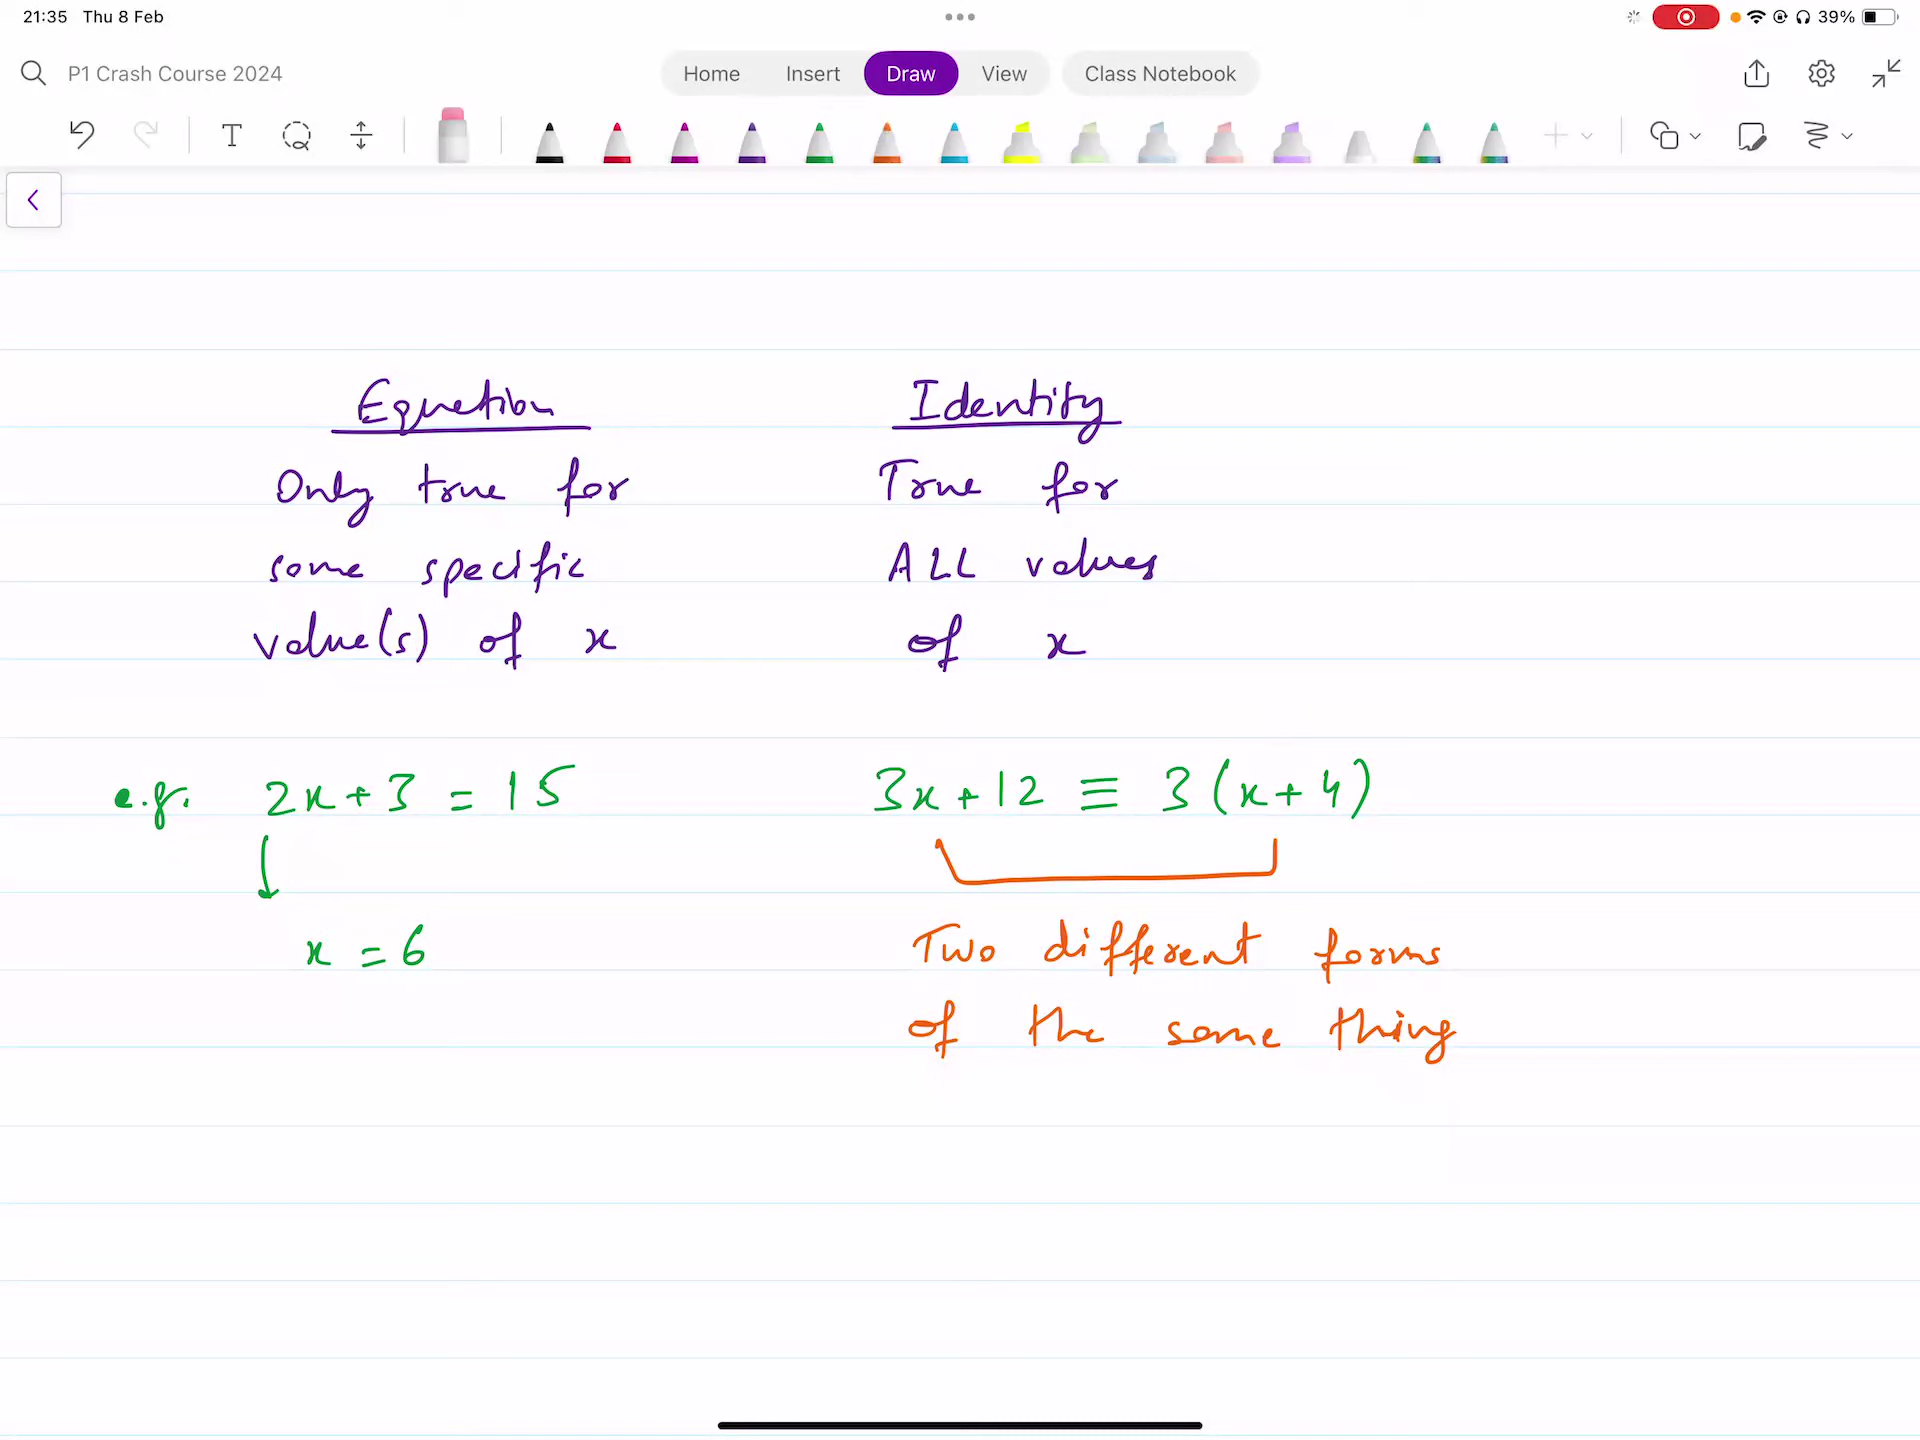 21:35 Thu 8 Feb
39%
P1 Crash Course 2024
Home Insert Draw View Class Notebook
Equation
Only true for
some specific
value(s) of x
Identity
True for
ALL values
of x
e.g. 2x+3 = 15
x = 6
3x+12 ≡ 3(x+4)
Two different forms
of the same thing